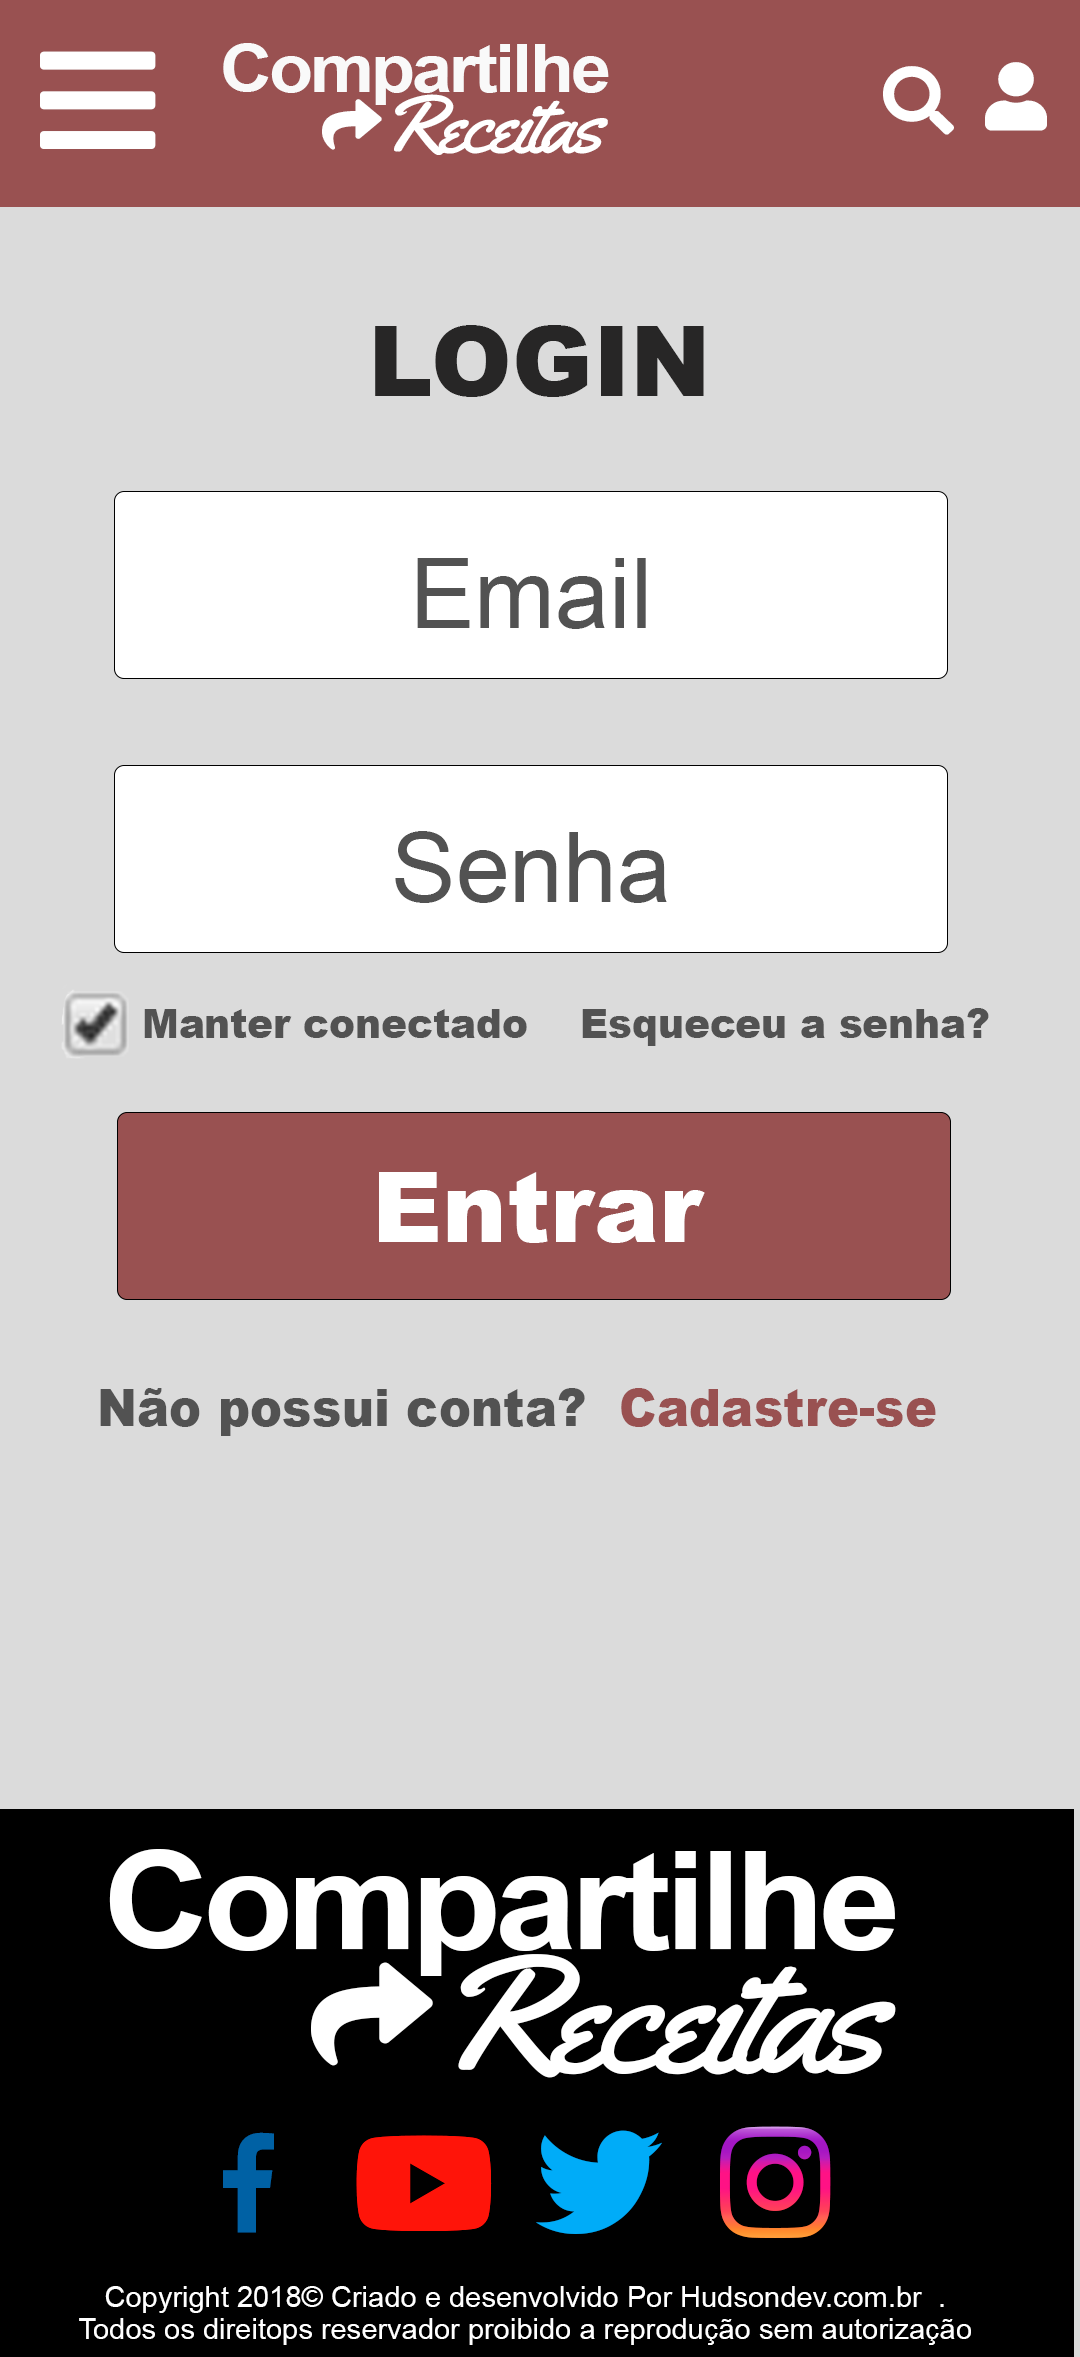 Compartilhe
Receitas
LOGIN
Email
Senha
Manter conectado Esqueceu a senha?
Entrar
Não possui conta? Cadastre-se
Compartilhe
Receitas
Copyright 2018© Criado e desenvolvido Por Hudsondev.com.br .
Todos os direitops reservador proibido a reprodução sem autorização